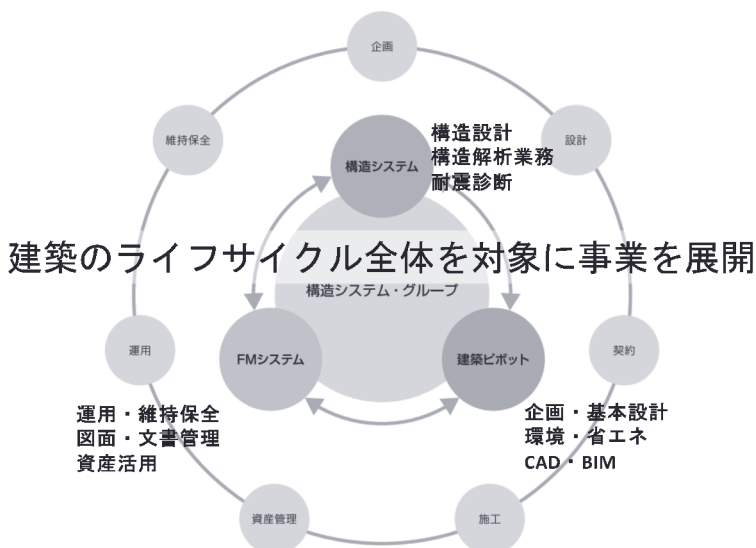 企画
維持保全
設計
構造システム
構造設計
構造解析業務
耐震診断
建築のライフサイクル全体を対象に事業を展開
構造システム・グループ
運用
FMシステム
建築ピボット
契約
運用・維持保全
図面・文書管理
資産活用
企画・基本設計
環境・省エネ
CAD・BIM
資産管理
施工